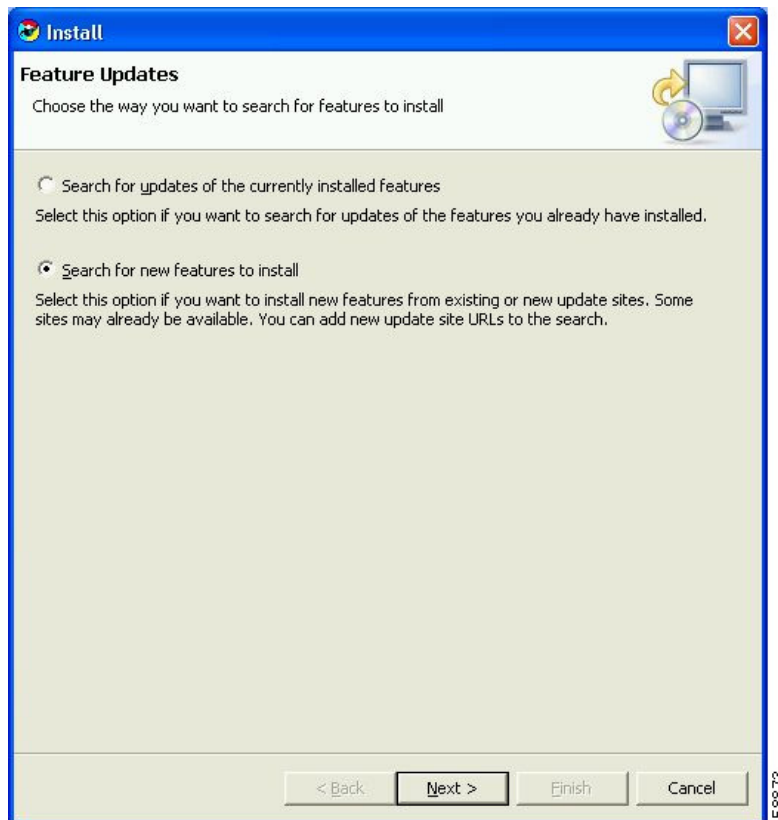 Install
Feature Updates
Choose the way you want to search for features to install
Search for updates of the currently installed features
Select this option if you want to search for updates of the features you already have installed.
Search for new features to install
Select this option if you want to install new features from existing or new update sites. Some
sites may already be available. You can add new update site URLs to the search.
< Back
Next >
Finish
Cancel